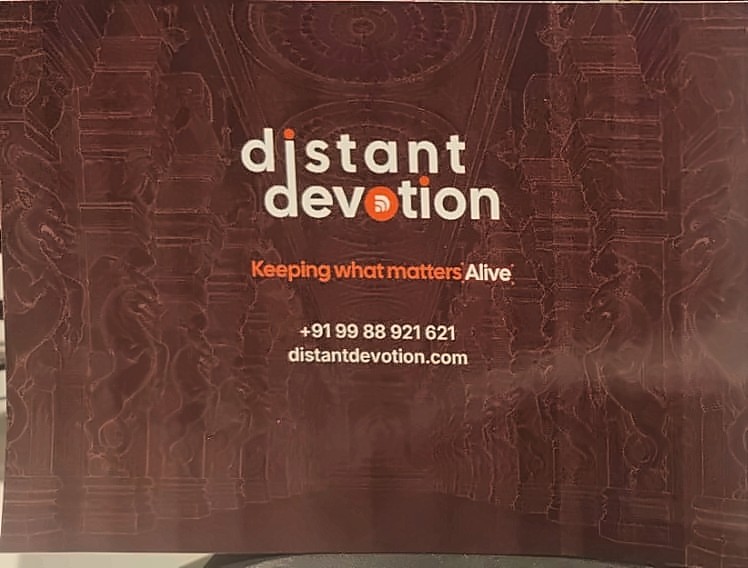 distant
devotion
Keeping what matters Alive
+91 99 88 921 621
distantdevotion.com